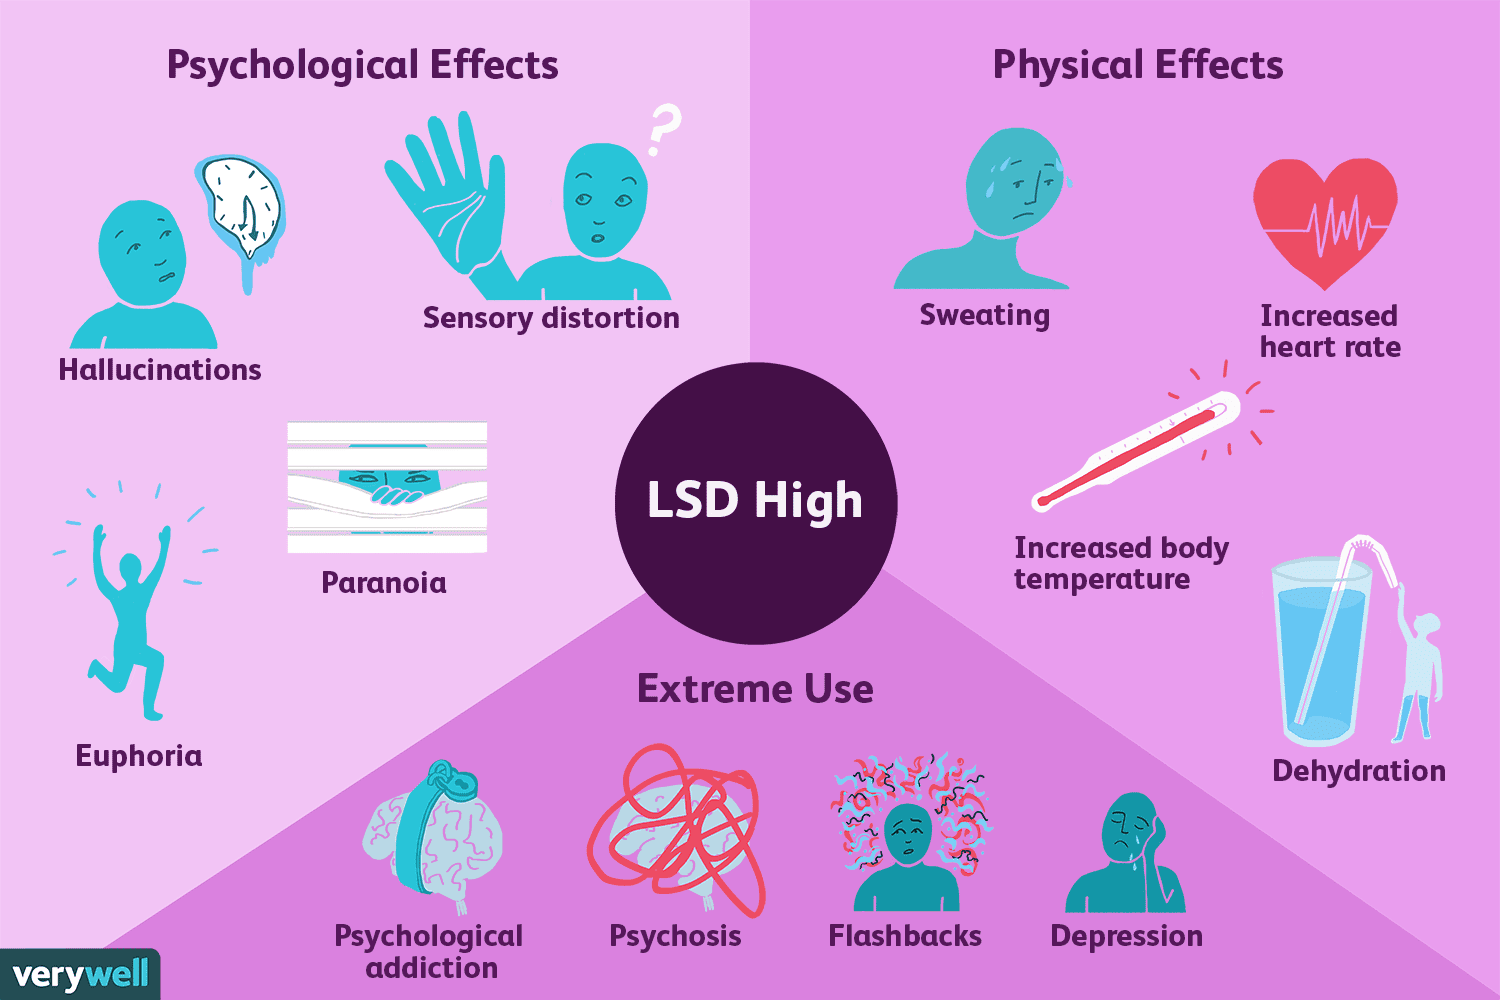 Psychological Effects
?
Hallucinations
Sensory distortion
Paranoia
Euphoria
Physical Effects
Sweating
Increased
heart rate
Increased body
temperature
Dehydration
LSD High
Extreme Use
Psychological
addiction
Psychosis
Flashbacks
Depression
verywell